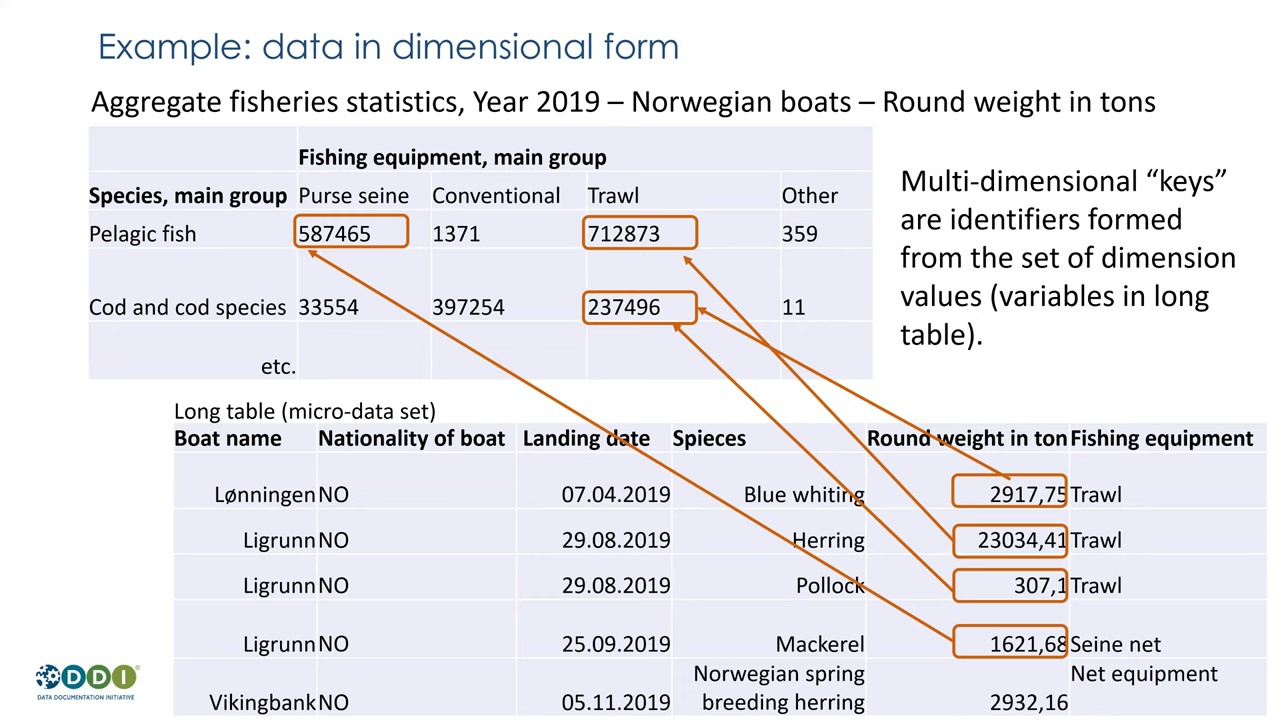 Example: data in dimensional form
Aggregate fisheries statistics, Year 2019 – Norwegian boats – Round weight in tons
Fishing equipment, main group
Species, main group Purse seine Conventional Trawl Other
Pelagic fish 587465 1371 712873 359
Cod and cod species 33554 397254 237496 11
etc.
Multi-dimensional “keys”
are identifiers formed
from the set of dimension
values (variables in long
table).
Long table (micro-data set)
Boat name Nationality of boat Landing date Spieces Round weight in ton Fishing equipment
Lønningen NO 07.04.2019 Blue whiting 2917,75 Trawl
Ligrunn NO 29.08.2019 Herring 23034,41 Trawl
Ligrunn NO 29.08.2019 Pollock 307,1 Trawl
Ligrunn NO 25.09.2019 Mackerel 1621,68 Seine net
Norwegian spring Net equipment
Vikingbank NO 05.11.2019 breeding herring 2932,16
DDI®
DATA DOCUMENTATION INITIATIVE